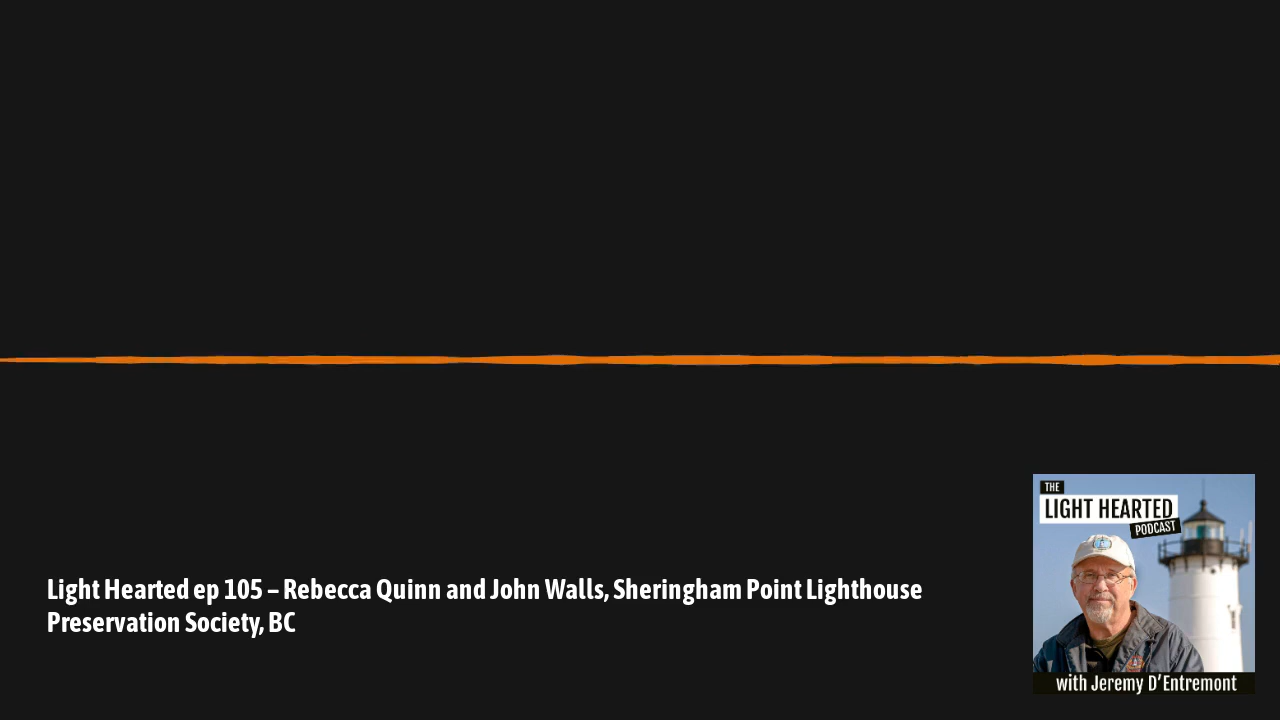 THE
LIGHT HEARTED
PODCAST
Light Hearted ep 105 – Rebecca Quinn and John Walls, Sheringham Point Lighthouse
Preservation Society, BC
with Jeremy D'Entremont